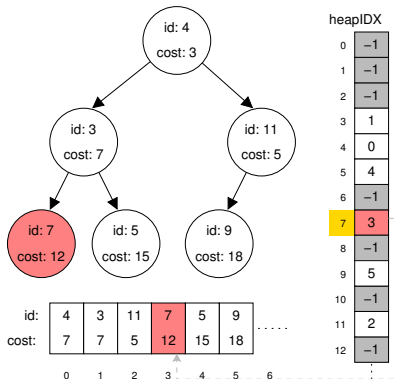 heapIDX
id: 4
cost: 3
id: 3
cost: 7
id: 11
cost: 5
id: 7
cost: 12
id: 5
cost: 15
id: 9
cost: 18
0 −1
1 −1
2 −1
3 1
4 0
5 4
6 −1
7 3
8 −1
9 5
10 −1
11 2
12 −1
id: 4 3 11 7 5 9
cost: 7 7 5 12 15 18 .....
0 1 2 3 4 5 6